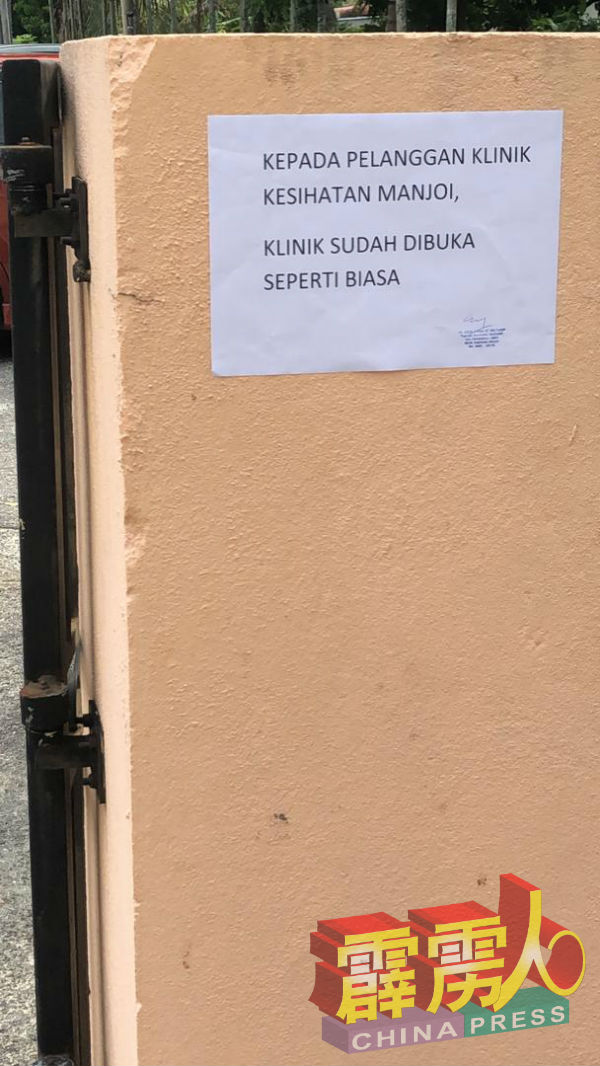 KEPADA PELANGGAN KLINIK
KESIHATAN MANJOI,
KLINIK SUDAH DIBUKA
SEPERTI BIASA
霹雳人
CHINA PRESS